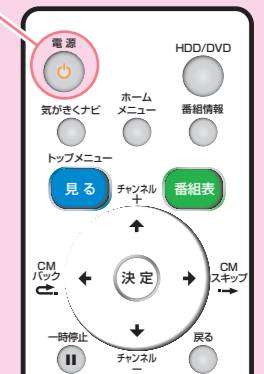 電源
HDD/DVD
気がきくナビ
ホーム
メニュー
番組情報
トップメニュー
見る
チャンネル
+
番組表
CM
バック
決定
CM
スキップ
一時停止
チャンネル
−
戻る